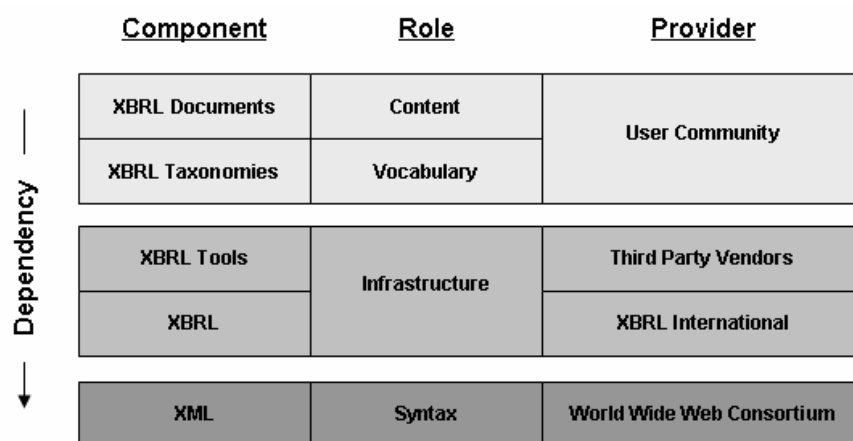 Component Role Provider
XBRL Documents Content
User Community
XBRL Taxonomies Vocabulary
XBRL Tools Third Party Vendors
Infrastructure
XBRL XBRL International
XML Syntax World Wide Web Consortium
Dependency